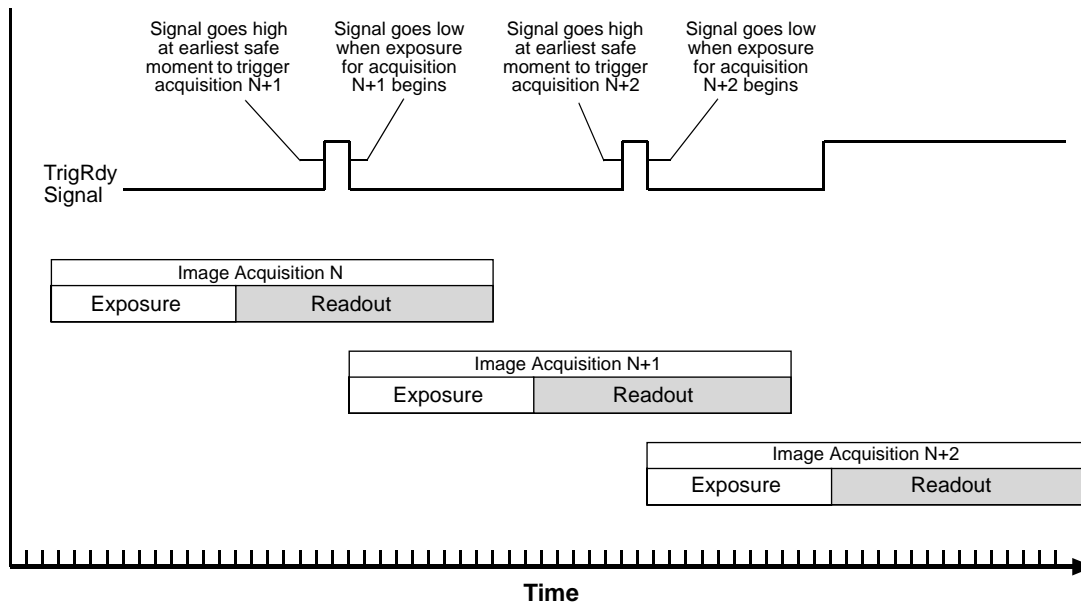 Signal goes high
at earliest safe
moment to trigger
acquisition N+1
Signal goes low
when exposure
for acquisition
N+1 begins
Signal goes high
at earliest safe
moment to trigger
acquisition N+2
Signal goes low
when exposure
for acquisition
N+2 begins
TrigRdy
Signal
Image Acquisition N
Exposure
Readout
Image Acquisition N+1
Exposure
Readout
Image Acquisition N+2
Exposure
Readout
Time